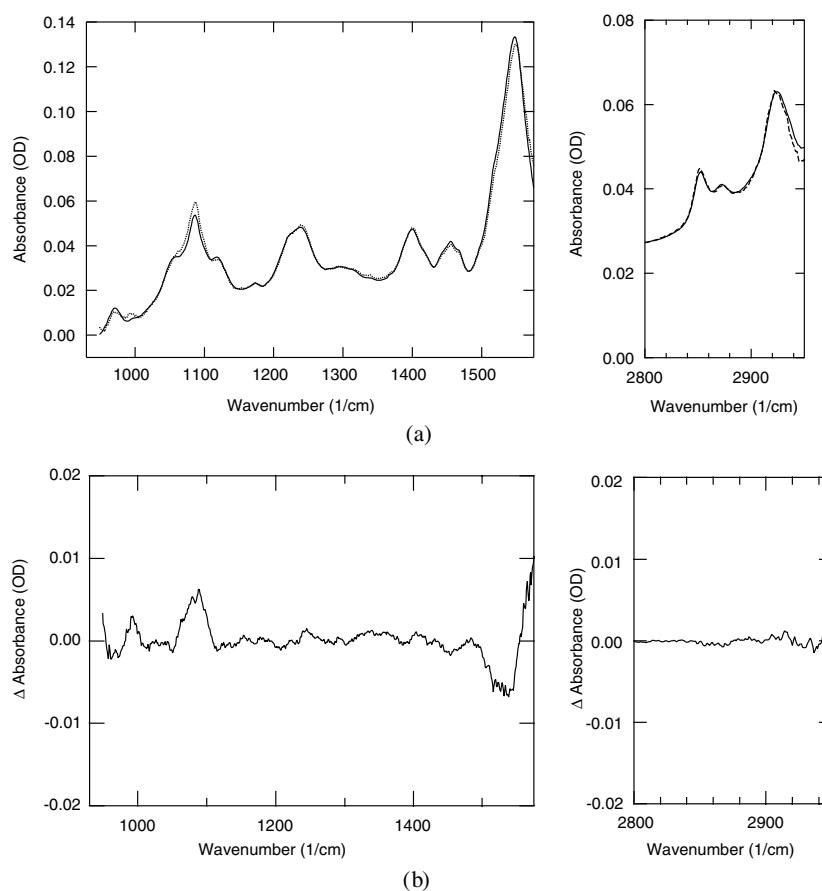 0.14
0.12
0.10
0.08
0.06
0.04
0.02
0.00
Absorbance (OD)
1000 1100 1200 1300 1400 1500
Wavenumber (1/cm)
0.08
0.06
0.04
0.02
0.00
Absorbance (OD)
2800 2900
Wavenumber (1/cm)
(a)
0.02
0.01
0.00
-0.01
-0.02
Δ Absorbance (OD)
1000 1200 1400
Wavenumber (1/cm)
0.02
0.01
0.00
-0.01
-0.02
Δ Absorbance (OD)
2800 2900
Wavenumber (1/cm)
(b)